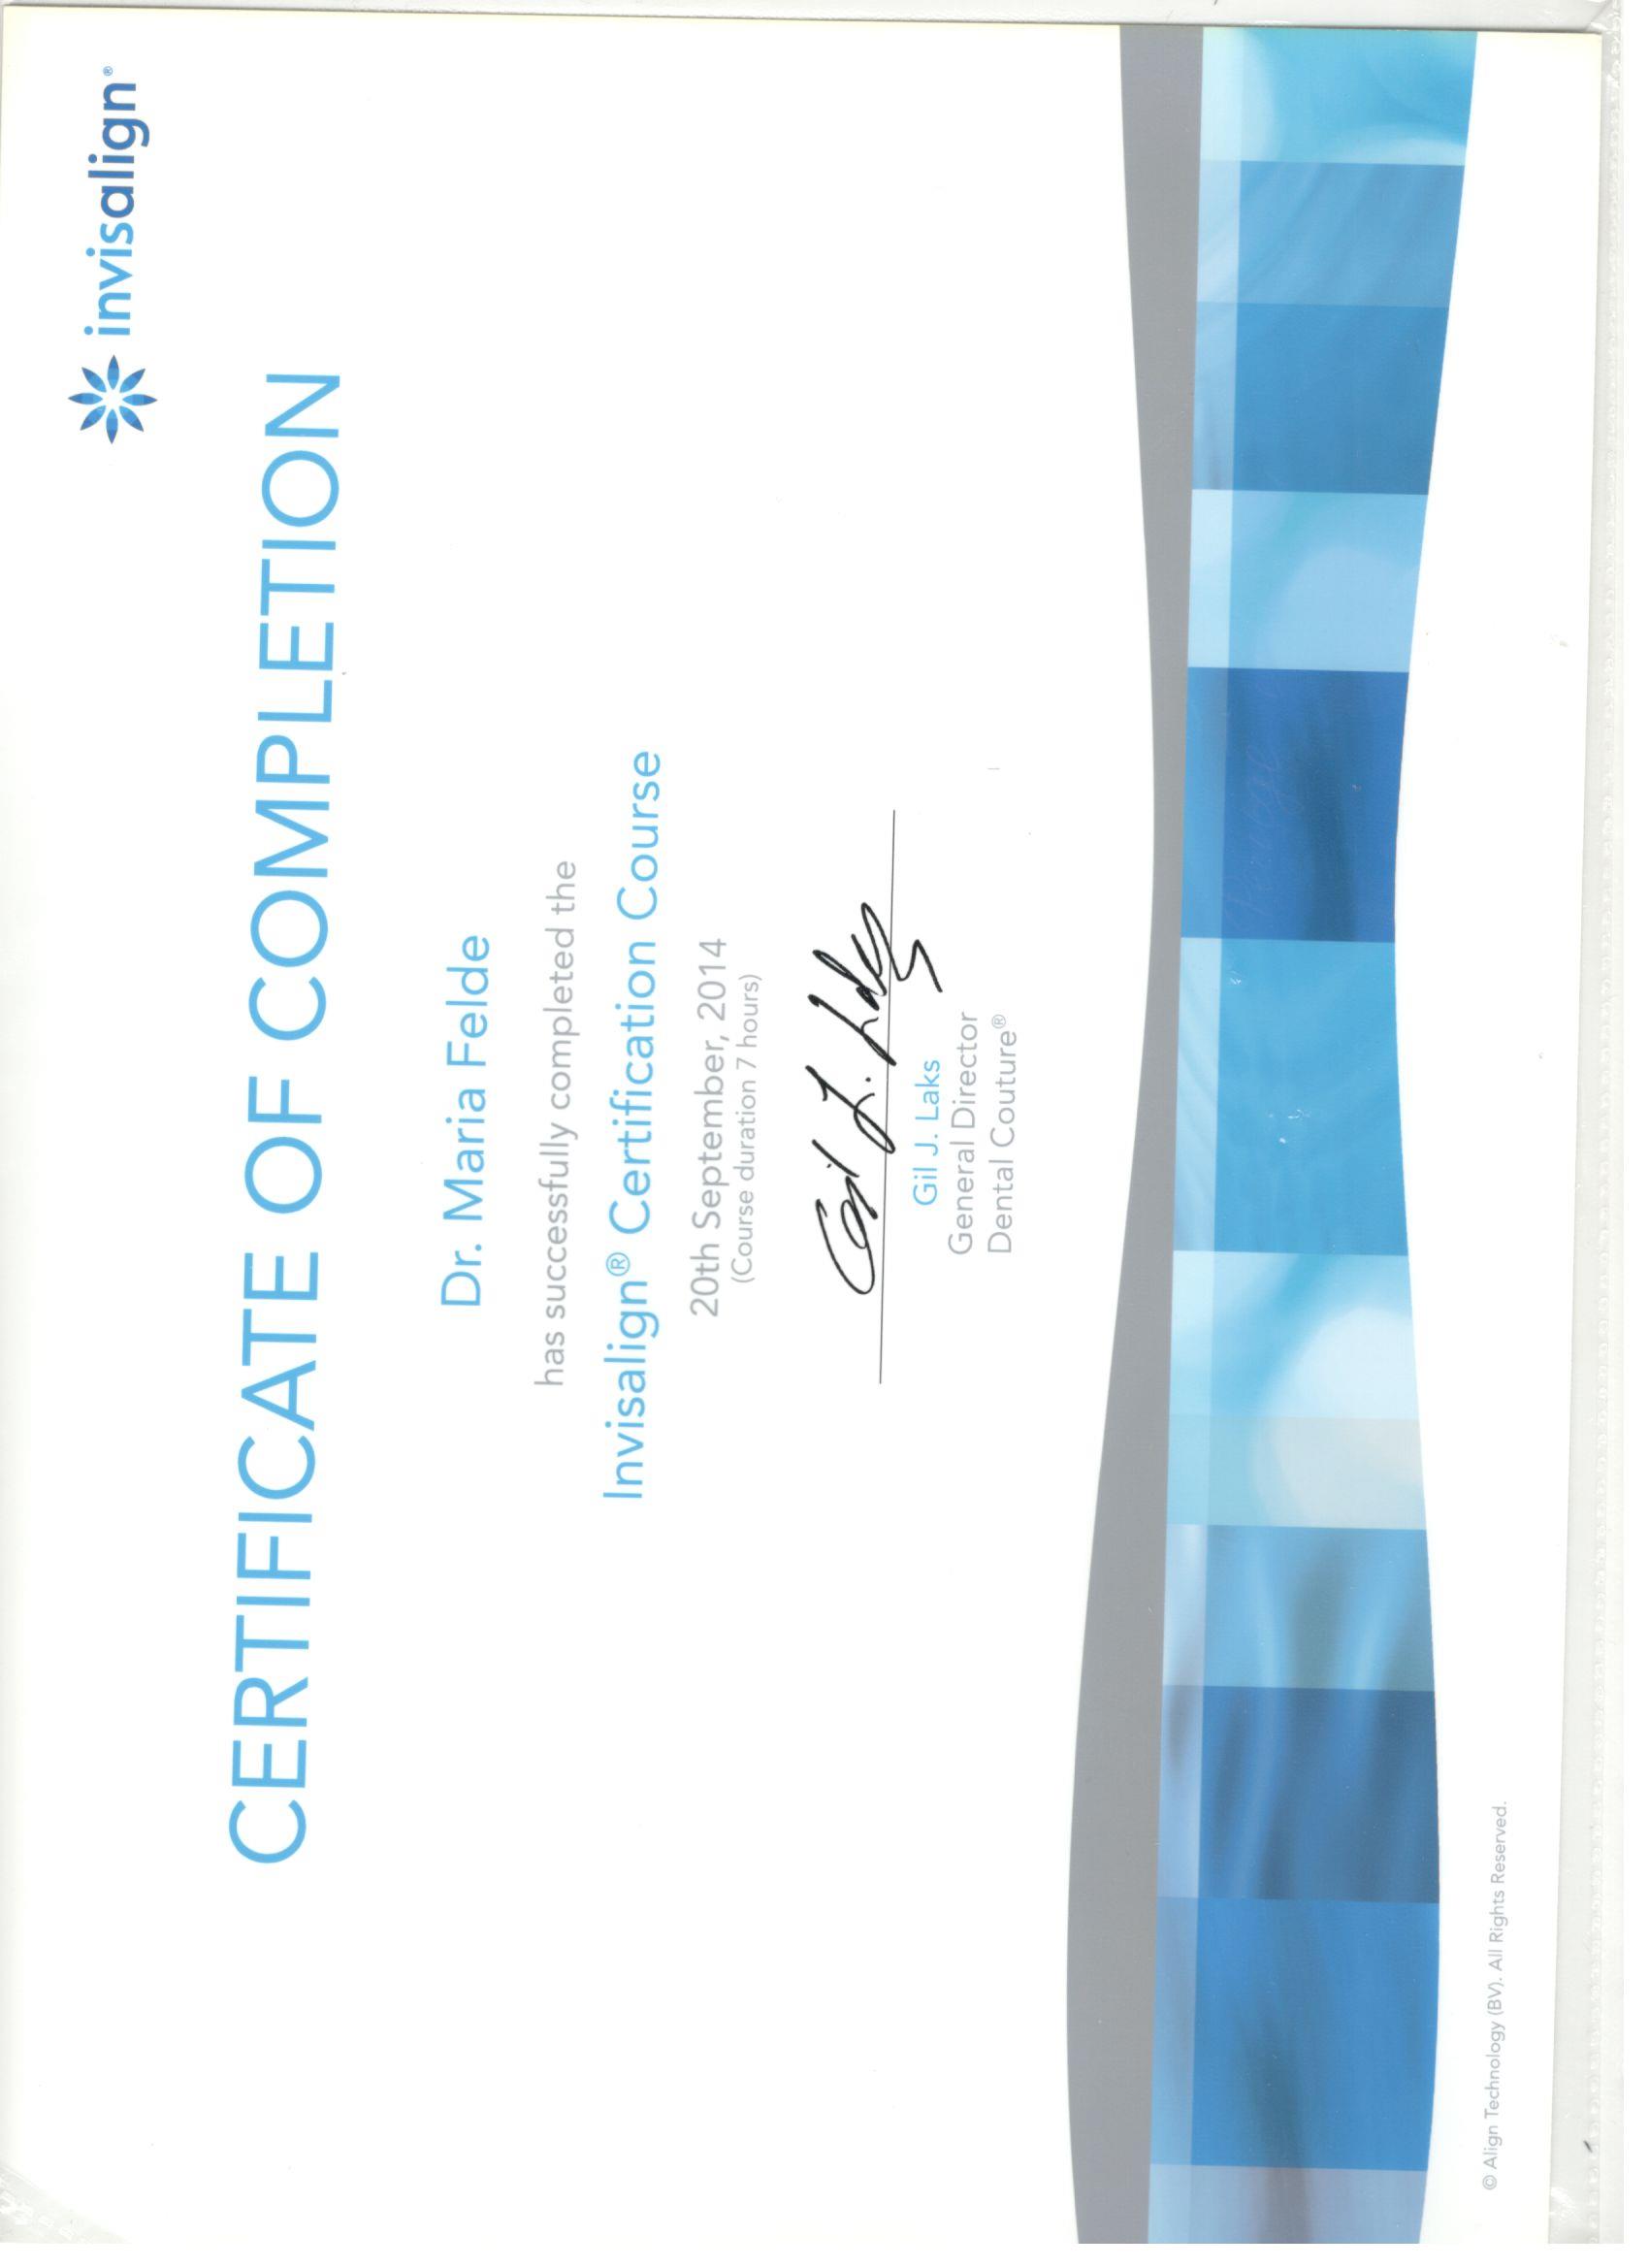 invisalign®
CERTIFICATE OF COMPLETION
Dr. Maria Felde
has successfully completed the
Invisalign® Certification Course
20th September, 2014
(Course duration 7 hours)
Gil J. Laks
Gil J. Laks
General Director
Dental Couture®
© Align Technology (BV). All Rights Reserved.